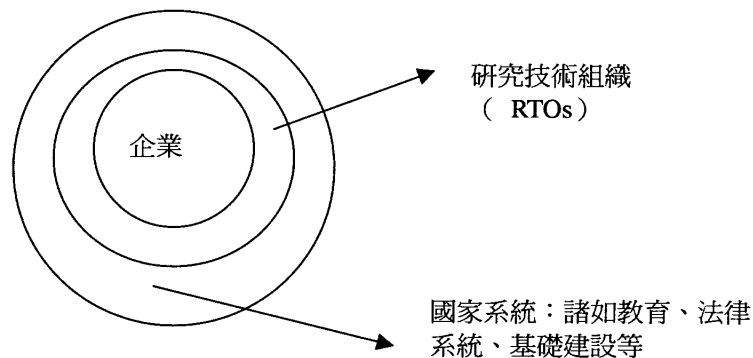 研究技術組織
（ RTOs）
企業
國家系統：諸如教育、法律
系統、基礎建設等